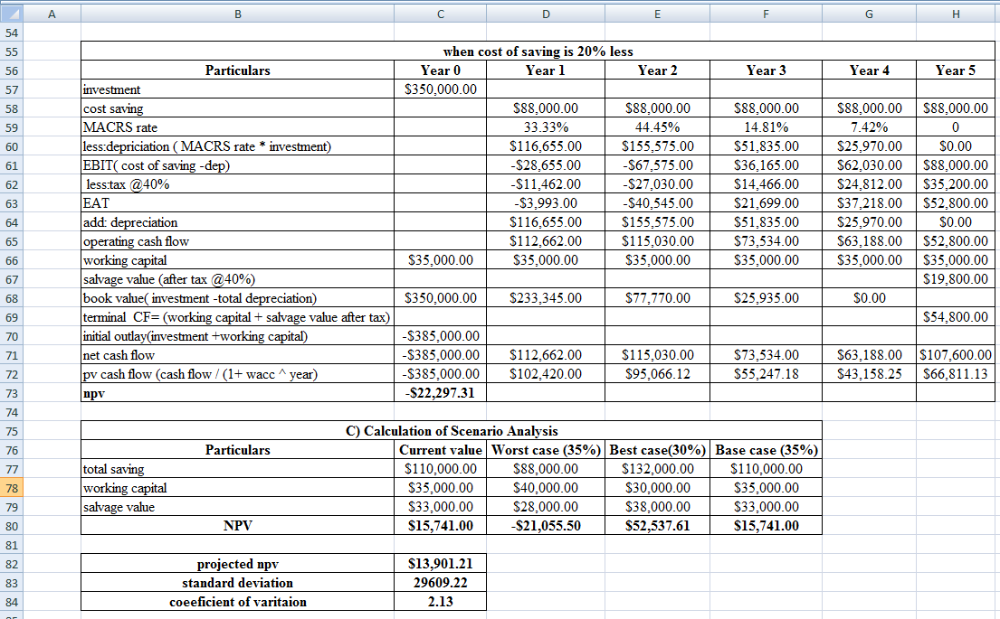 A B C D E F G H
54
55 when cost of saving is 20% less
56 Particulars Year 0 Year 1 Year 2 Year 3 Year 4 Year 5
57 investment $350,000.00
58 cost saving $88,000.00 $88,000.00 $88,000.00 $88,000.00 $88,000.00
59 MACRS rate 33.33% 44.45% 14.81% 7.42% 0
60 less:depriciation ( MACRS rate * investment) $116,655.00 $155,575.00 $51,835.00 $25,970.00 $0.00
61 EBIT( cost of saving -dep) -$28,655.00 -$67,575.00 $36,165.00 $62,030.00 $88,000.00
62 less:tax @40% -$11,462.00 -$27,030.00 $14,466.00 $24,812.00 $35,200.00
63 EAT -$3,993.00 -$40,545.00 $21,699.00 $37,218.00 $52,800.00
64 add: depreciation $116,655.00 $155,575.00 $51,835.00 $25,970.00 $0.00
65 operating cash flow $112,662.00 $115,030.00 $73,534.00 $63,188.00 $52,800.00
66 working capital $35,000.00 $35,000.00 $35,000.00 $35,000.00 $35,000.00 $35,000.00
67 salvage value (after tax @40%) $19,800.00
68 book value( investment -total depreciation) $350,000.00 $233,345.00 $77,770.00 $25,935.00 $0.00
69 terminal CF= (working capital + salvage value after tax) $54,800.00
70 initial outlay(investment +working capital) -$385,000.00
71 net cash flow -$385,000.00 $112,662.00 $115,030.00 $73,534.00 $63,188.00 $107,600.00
72 pv cash flow (cash flow / (1+ wacc ^ year) -$385,000.00 $102,420.00 $95,066.12 $55,247.18 $43,158.25 $66,811.13
73 npv -$22,297.31
74
75 C) Calculation of Scenario Analysis
76 Particulars Current value Worst case (35%) Best case(30%) Base case (35%)
77 total saving $110,000.00 $88,000.00 $132,000.00 $110,000.00
78 working capital $35,000.00 $40,000.00 $30,000.00 $35,000.00
79 salvage value $33,000.00 $28,000.00 $38,000.00 $33,000.00
80 NPV $15,741.00 -$21,055.50 $52,537.61 $15,741.00
81
82 projected npv $13,901.21
83 standard deviation 29609.22
84 coeeficient of varitaion 2.13